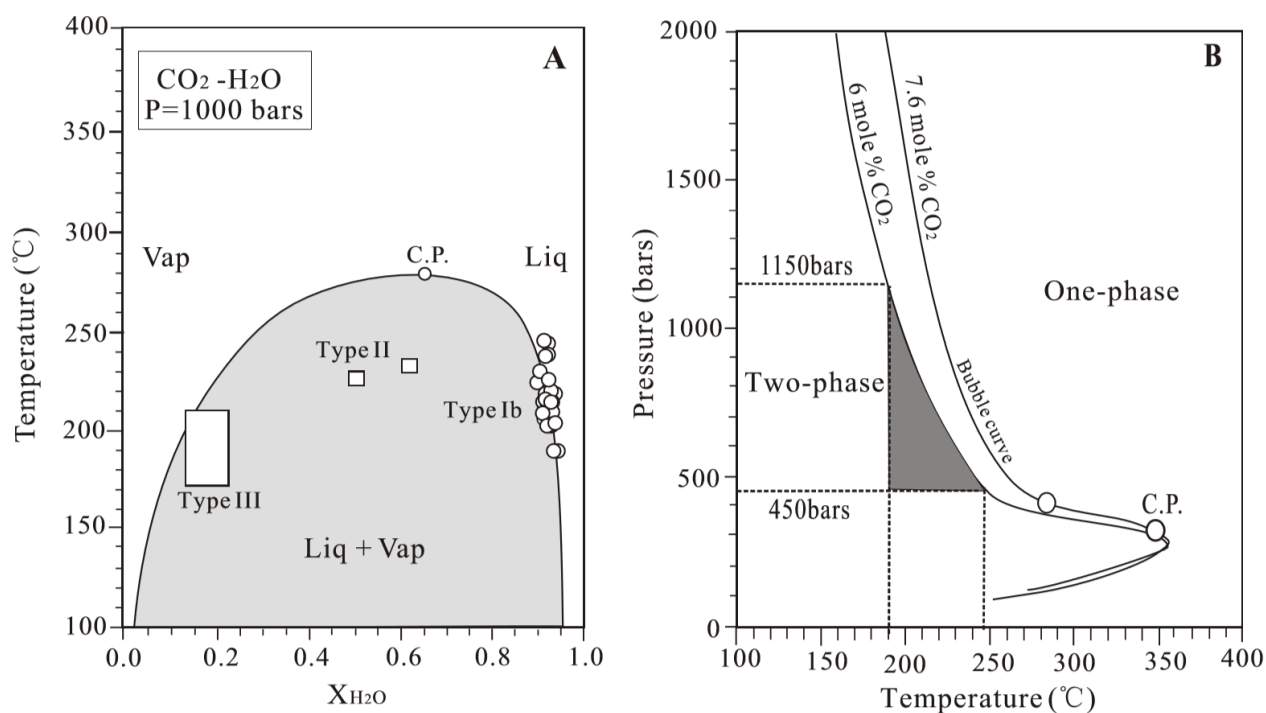 A
CO2 -H2O
P=1000 bars
400
350
300
250
200
150
100
Temperature (℃)
Vap
C.P.
Liq
Type II
Type Ib
Type III
Liq + Vap
0.0 0.2 0.4 0.6 0.8 1.0
XH2O
B
2000
1500
1000
500
0
Pressure (bars)
6 mole % CO2
7.6 mole % CO2
1150bars
One-phase
Two-phase
Bubble curve
450bars
C.P.
100 150 200 250 300 350 400
Temperature (℃)